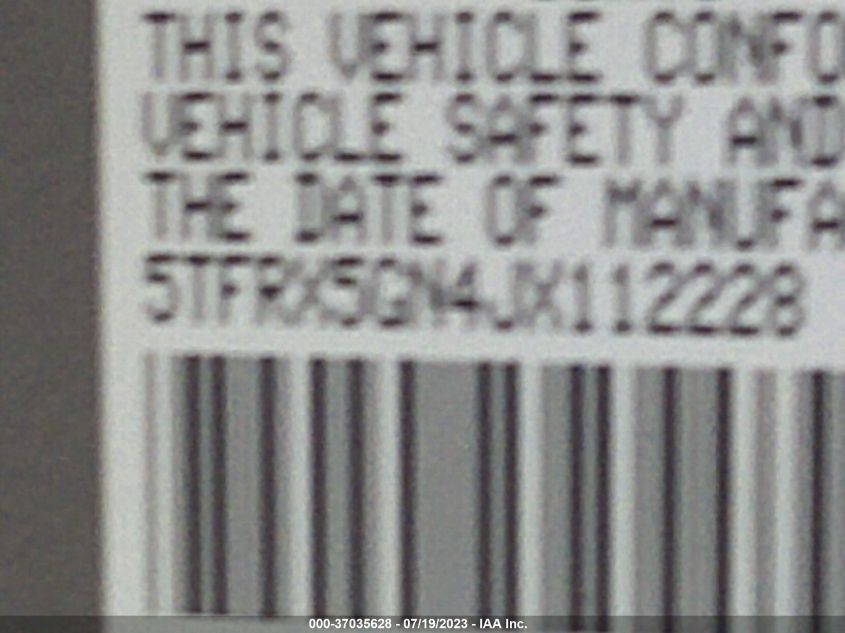 THIS VEHICLE CONFO
VEHICLE SAFETY AND
THE DATE OF MANUFA
5TFRX5GN4JX112228
000-37035628 - 07/19/2023 - IAA Inc.